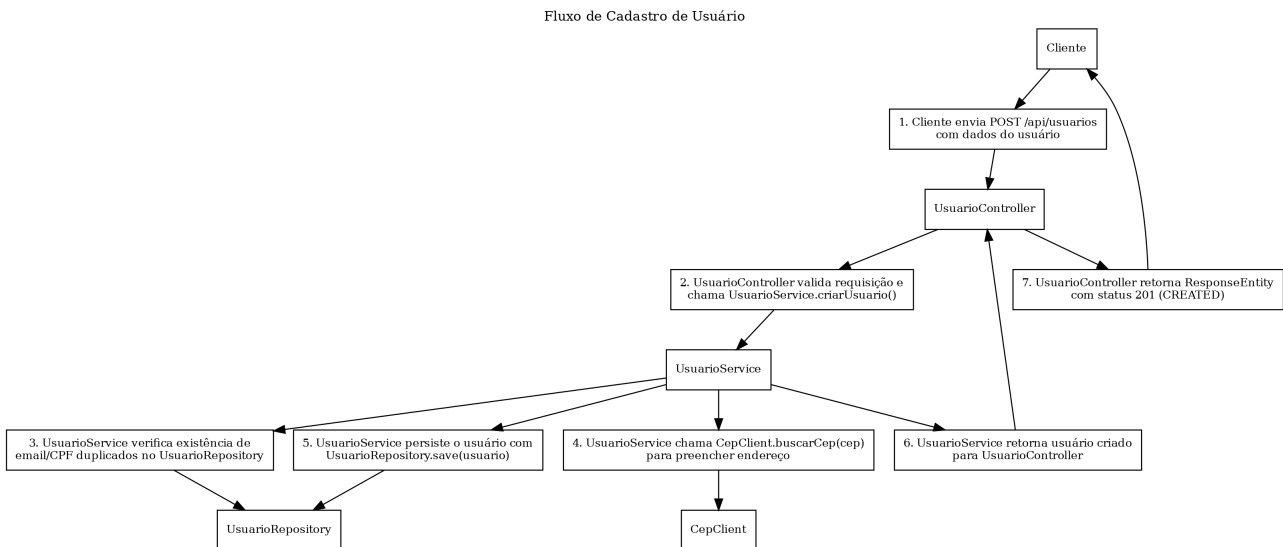 Fluxo de Cadastro de Usuário
Cliente
1. Cliente envia POST /api/usuarios
com dados do usuário
UsuarioController
2. UsuarioController valida requisição e
chama UsuarioService.criarUsuario()
7. UsuarioController retorna ResponseEntity
com status 201 (CREATED)
UsuarioService
3. UsuarioService verifica existência de
email/CPF duplicados no UsuarioRepository
5. UsuarioService persiste o usuário com
UsuarioRepository.save(usuario)
4. UsuarioService chama CepClient.buscarCep(cep)
para preencher endereço
6. UsuarioService retorna usuário criado
para UsuarioController
UsuarioRepository
CepClient